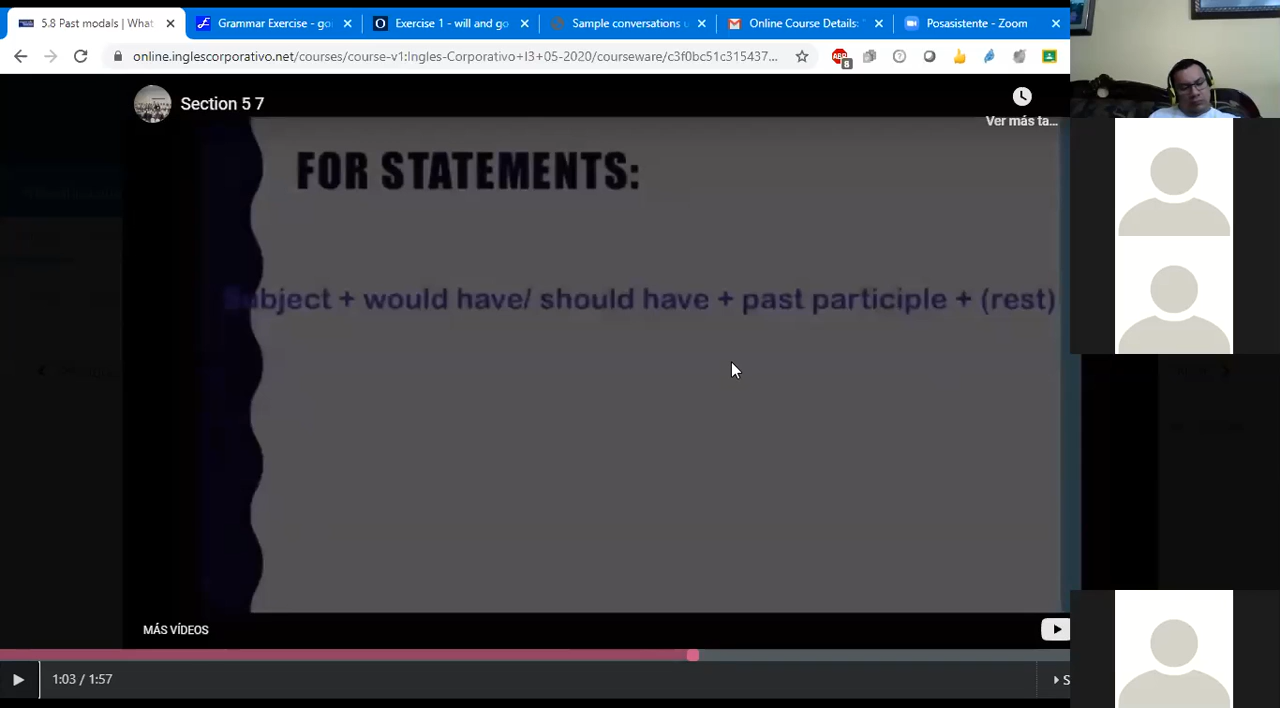 5.8 Past modals | What
Grammar Exercise - go
Exercise 1 - will and go
Sample conversations u
Online Course Details:
Posasistente - Zoom
online.inglescorporativo.net/courses/course-v1:Ingles-Corporativo+I3+05-2020/courseware/c3f0bc51c315437...
8
Section 5 7
Ver más ta...
FOR STATEMENTS:
Subject + would have/ should have + past participle + (rest)
MÁS VÍDEOS
1:03 / 1:57
S